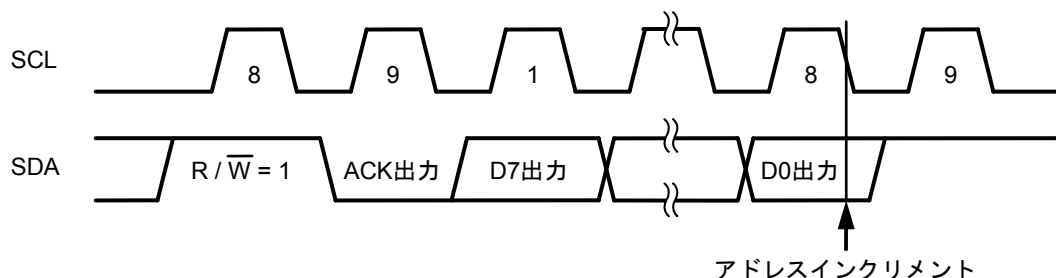 SCL
8 9 1 8 9
SDA
R / W̅ = 1 ACK出力 D7出力 D0出力
アドレスインクリメント